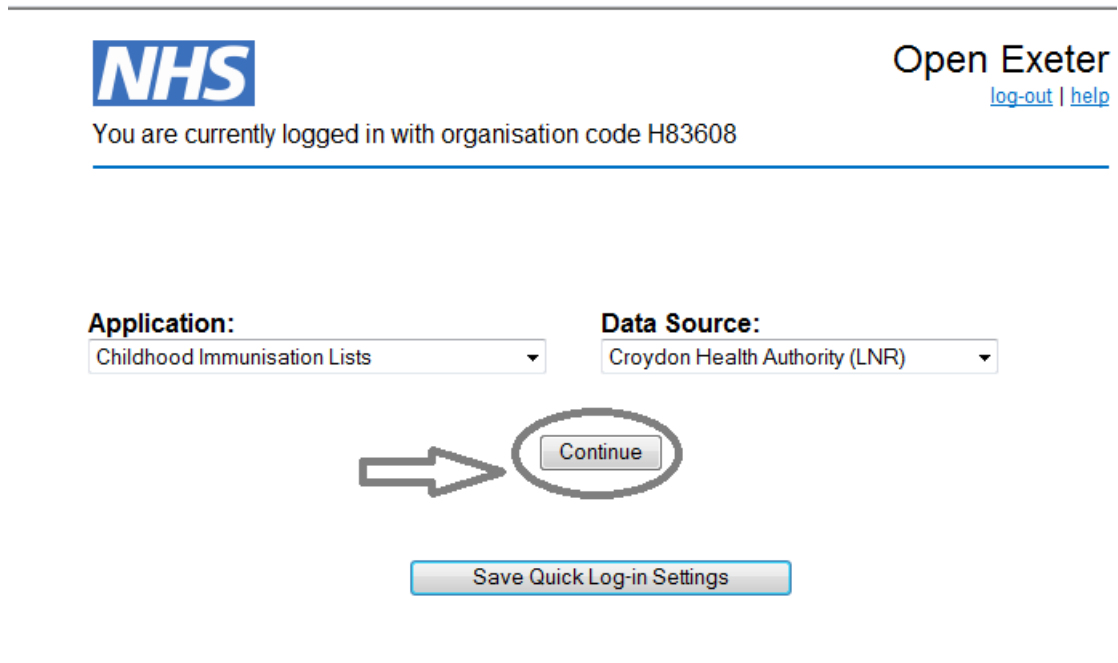 NHS
Open Exeter
log-out | help
You are currently logged in with organisation code H83608
Application:
Data Source:
Childhood Immunisation Lists
Croydon Health Authority (LNR)
Continue
Save Quick Log-in Settings